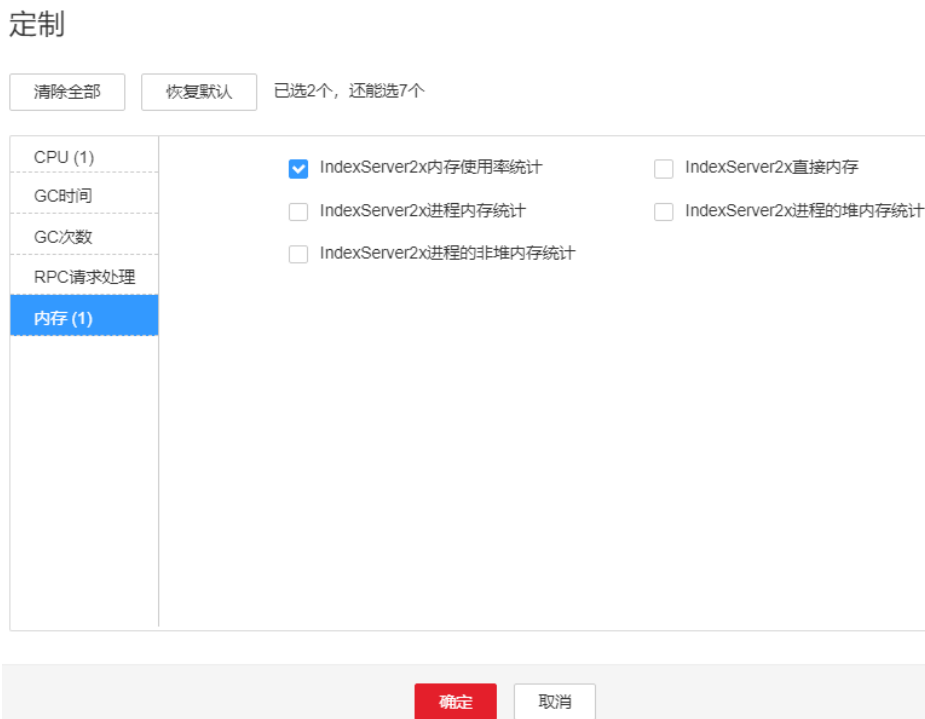 定制
清除全部 恢复默认 已选2个，还能选7个
CPU (1)
GC时间
GC次数
RPC请求处理
内存 (1)
IndexServer2x内存使用率统计 IndexServer2x直接内存
IndexServer2x进程内存统计 IndexServer2x进程的堆内存统计
IndexServer2x进程的非堆内存统计
确定 取消